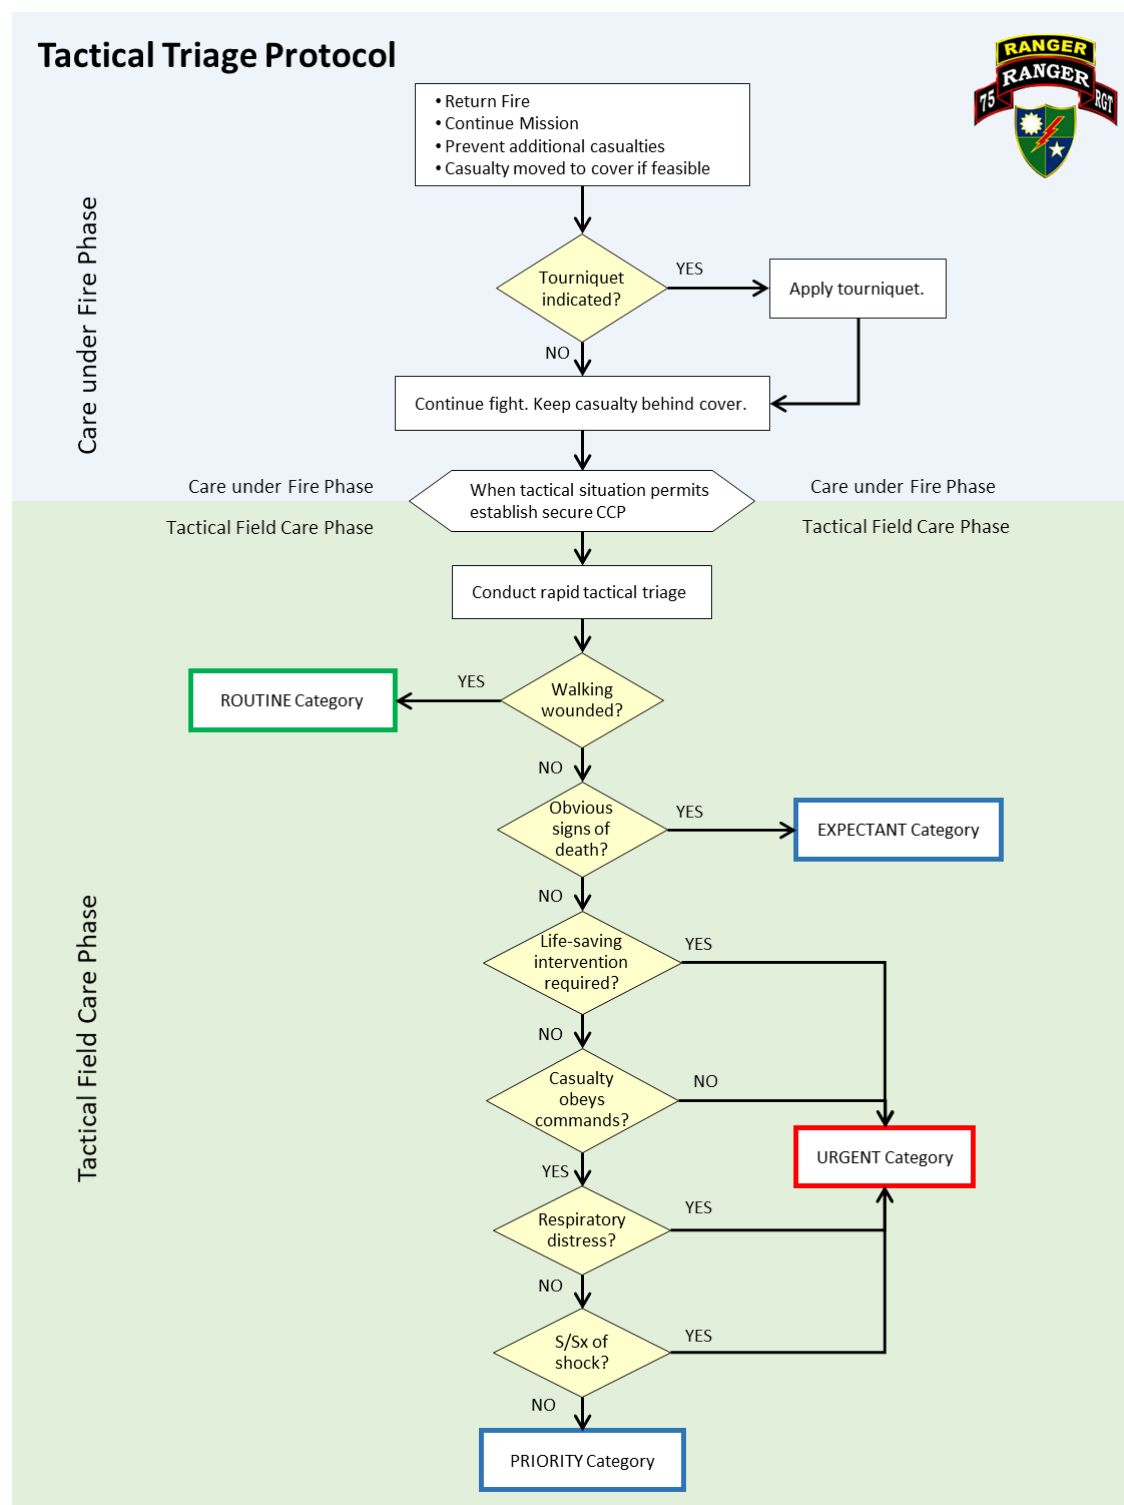 Tactical Triage Protocol
RANGER
75 RANGER RGT
• Return Fire
• Continue Mission
• Prevent additional casualties
• Casualty moved to cover if feasible
Care under Fire Phase
Tourniquet
indicated?
YES
Apply tourniquet.
NO
Continue fight. Keep casualty behind cover.
Care under Fire Phase
When tactical situation permits
establish secure CCP
Care under Fire Phase
Tactical Field Care Phase
Tactical Field Care Phase
Conduct rapid tactical triage
Walking
wounded?
YES
ROUTINE Category
NO
Obvious
signs of
death?
YES
EXPECTANT Category
NO
Tactical Field Care Phase
Life-saving
intervention
required?
YES
NO
Casualty
obeys
commands?
NO
URGENT Category
YES
Respiratory
distress?
YES
NO
S/Sx of
shock?
YES
NO
PRIORITY Category